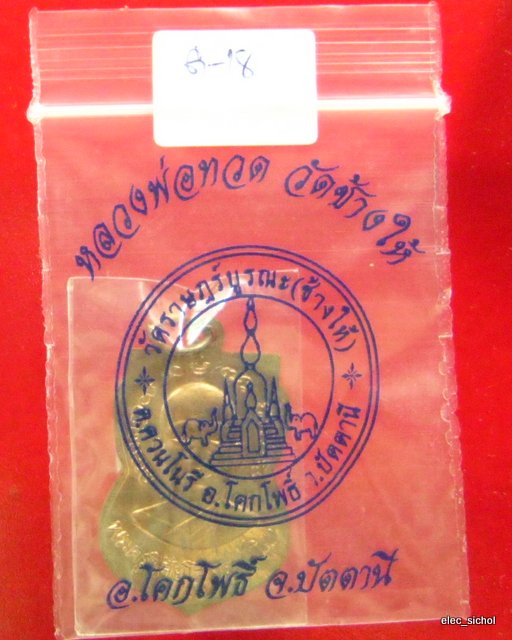 หลวงพ่อทวด วัดช้างให้
วัดราษฎร์บูรณะ(ช้างให้)
ต.ควนโนรี อ.โคกโพธิ์ จ.ปัตตานี
อ.โคกโพธิ์ จ.ปัตตานี
elec_sichol